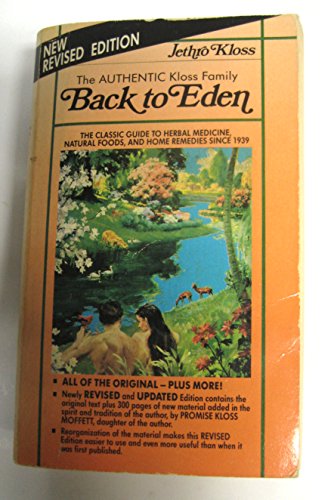 NEW
REVISED EDITION
Jethro Kloss
The AUTHENTIC Kloss Family
Back to Eden
THE CLASSIC GUIDE TO HERBAL MEDICINE,
NATURAL FOODS, AND HOME REMEDIES SINCE 1939
■ ALL OF THE ORIGINAL – PLUS MORE!
■ Newly REVISED and UPDATED Edition contains the
original text plus 300 pages of new material added in the
spirit and tradition of the author, by PROMISE KLOSS
MOFFETT, daughter of the author.
■ Reorganization of the material makes this REVISED
Edition easier to use and even more useful than when it
was first published.